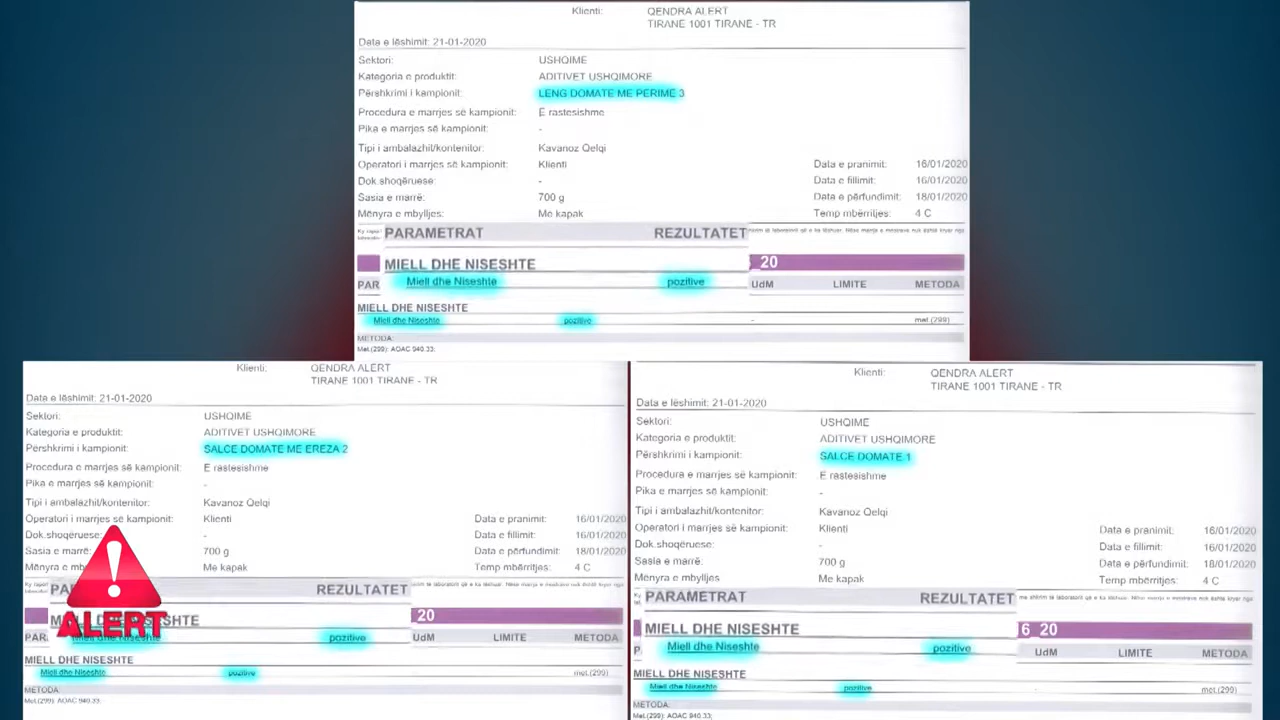 Klienti: QENDRA ALERT
TIRANE 1001 TIRANE - TR
Data e lëshimit: 21-01-2020
Sektori: USHQIME
Kategoria e produktit: ADITIVET USHQIMORE
Përshkrimi i kampionit: LENG DOMATE ME PERIME 3
Procedura e marrjes së kampionit: E rastesishme
Pika e marrjes së kampionit: -
Tipi i ambalazhit/kontenitor: Kavanoz Qelqi
Operatori i marrjes së kampionit: Klienti Data e pranimit: 16/01/2020
Dok.shoqëruese: - Data e fillimit: 16/01/2020
Sasia e marrë: 700 g Data e përfundimit: 18/01/2020
Mënyra e mbylljes: Me kapak Temp mbërritjes: 4 C
PARAMETRAT REZULTATET
MIELL DHE NISESHTE _20
Miell dhe Niseshte pozitive
PAR UdM LIMITE METODA
MIELL DHE NISESHTE
Miell dhe Niseshte pozitive - met.(299)
METODA:
Met.(299): AOAC 940.33;
Klienti: QENDRA ALERT
TIRANE 1001 TIRANE - TR
Data e lëshimit: 21-01-2020
Sektori: USHQIME
Kategoria e produktit: ADITIVET USHQIMORE
Përshkrimi i kampionit: SALCE DOMATE ME EREZA 2
Procedura e marrjes së kampionit: E rastesishme
Pika e marrjes së kampionit: -
Tipi i ambalazhit/kontenitor: Kavanoz Qelqi
Operatori i marrjes së kampionit: Klienti Data e pranimit: 16/01/2020
Dok.shoqëruese: - Data e fillimit: 16/01/2020
Sasia e marrë: 700 g Data e përfundimit: 18/01/2020
Mënyra e mb Me kapak Temp mbërritjes: 4 C
PA REZULTATET
M SHTE 20
Miell dhe Niseshte pozitive
PAR. UdM LIMITE METODA
ALERT
MIELL DHE NISESHTE
Miell dhe Niseshte pozitive met.(299)
METODA:
Met.(299): AOAC 940.33;
Klienti: QENDRA ALERT
TIRANE 1001 TIRANE - TR
Data e lëshimit: 21-01-2020
Sektori: USHQIME
Kategoria e produktit: ADITIVET USHQIMORE
Përshkrimi i kampionit: SALCE DOMATE 1
Procedura e marrjes së kampionit: E rastesishme
Pika e marrjes së kampionit: -
Tipi i ambalazhit/kontenitor: Kavanoz Qelqi
Operatori i marrjes së kampionit: Klienti Data e pranimit: 16/01/2020
Dok.shoqëruese: - Data e fillimit: 16/01/2020
Sasia e marrë: 700 g Data e përfundimit: 18/01/2020
Mënyra e mbylljes Me kapak Temp mbërritjes: 4 C
PARAMETRAT REZULTATET
MIELL DHE NISESHTE 6_20
Miell dhe Niseshte pozitive
P UdM LIMITE METODA
MIELL DHE NISESHTE
Miell dhe Niseshte pozitive - met.(299)
METODA:
Met.(299): AOAC 940.33;